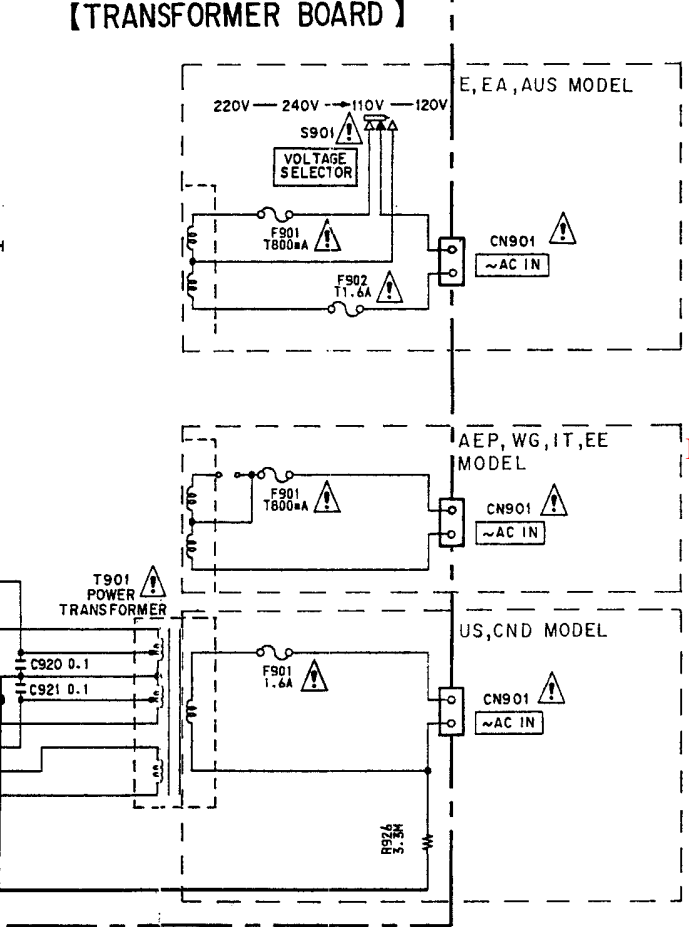 【TRANSFORMER BOARD】
E, EA, AUS MODEL
220V — 240V --→110V —120V
S901
VOLTAGE
SELECTOR
F901
T800mA
F902
T1.6A
CN901
~AC IN
AEP, WG, IT, EE
MODEL
F901
T800mA
CN901
~AC IN
T901
POWER
TRANSFORMER
US, CND MODEL
C920 0.1
C921 0.1
F901
1.6A
CN901
~AC IN
R926
3.3M